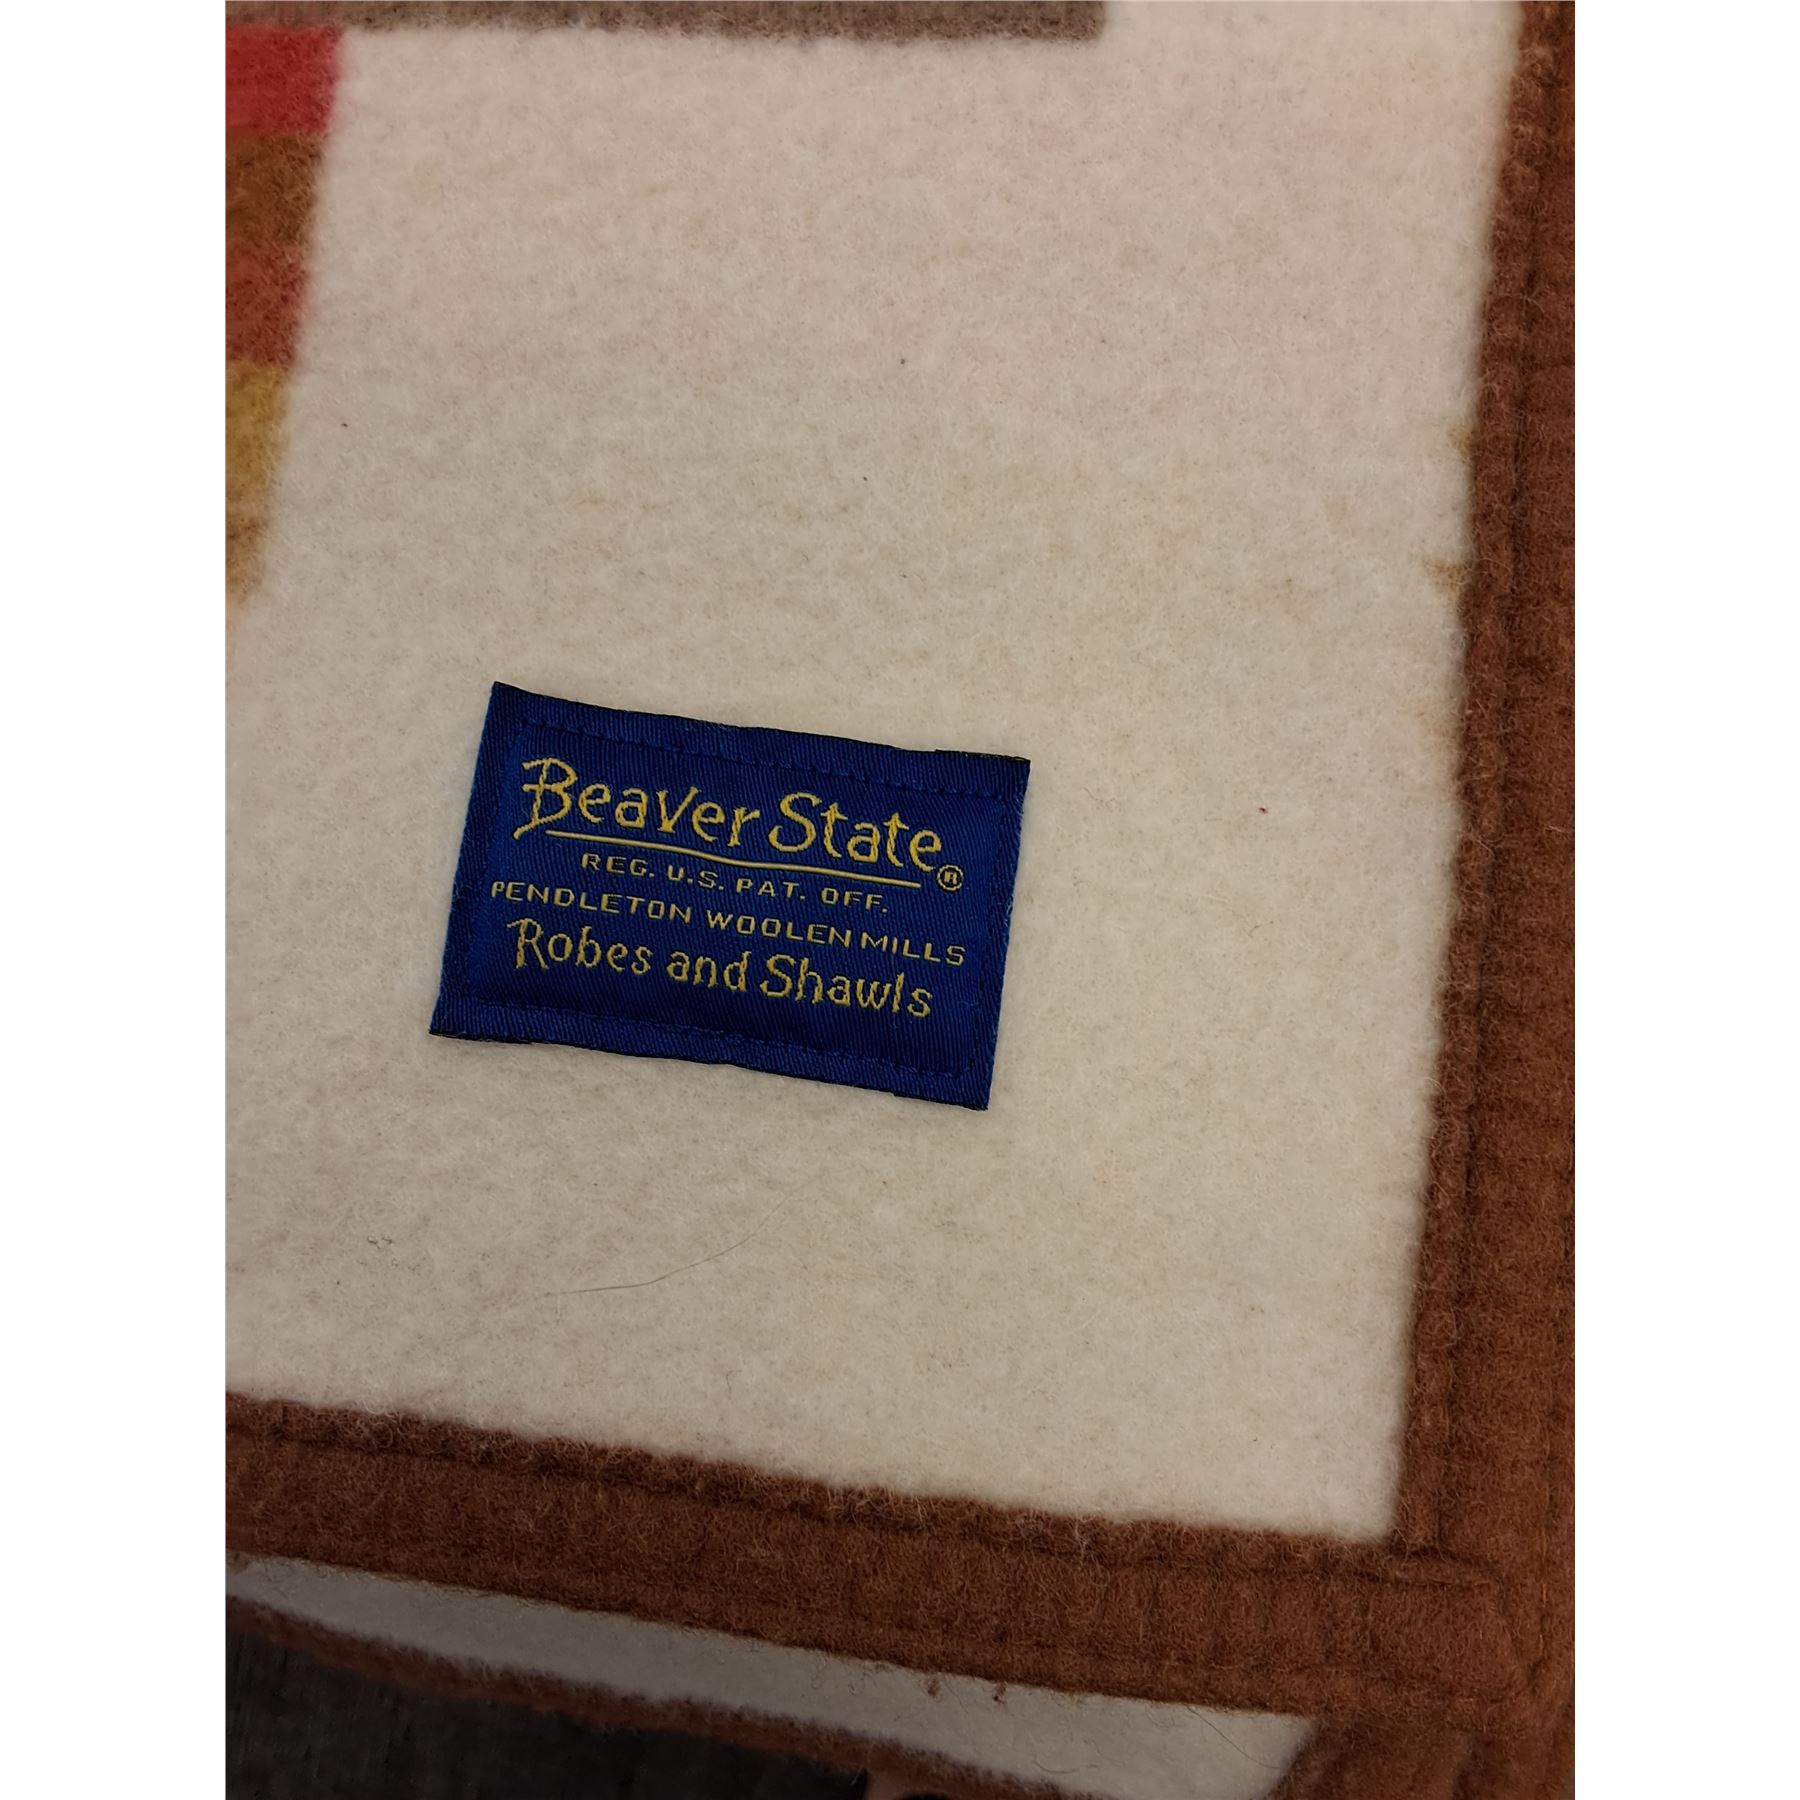 Beaver State®
REG. U.S. PAT. OFF.
PENDLETON WOOLEN MILLS
Robes and Shawls